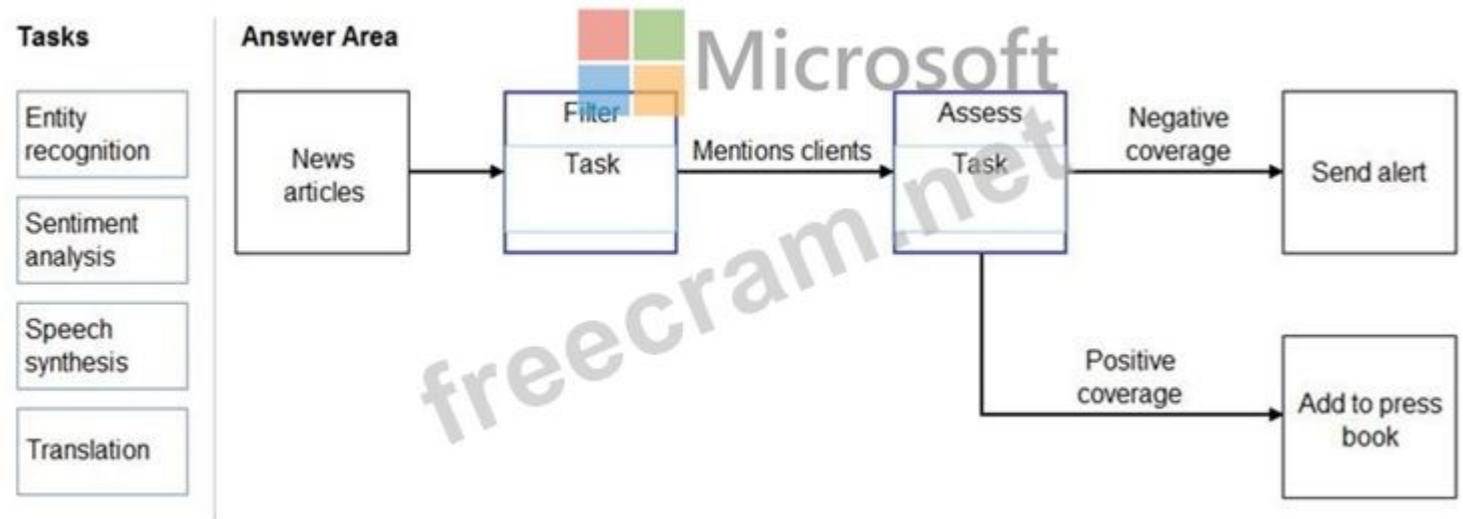 Tasks
Entity
recognition
Sentiment
analysis
Speech
synthesis
Translation
Answer Area
Microsoft
News
articles
Filter
Task
Mentions clients
Assess
Task
Negative
coverage
Send alert
Positive
coverage
Add to press
book
freecram.net